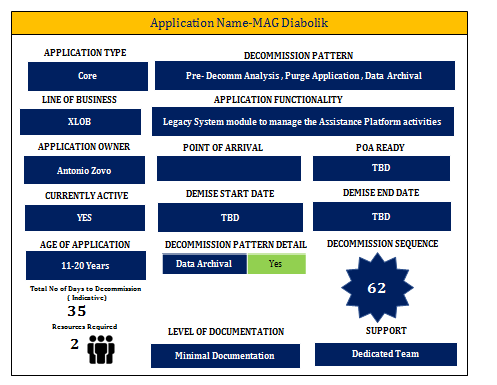 Application Name-MAG Diabolik
APPLICATION TYPE
DECOMMISSION PATTERN
Core
Pre- Decomm Analysis , Purge Application , Data Archival
LINE OF BUSINESS
APPLICATION FUNCTIONALITY
XLOB
Legacy System module to manage the Assistance Platform activities
APPLICATION OWNER
POINT OF ARRIVAL
POA READY
Antonio Zovo
TBD
CURRENTLY ACTIVE
DEMISE START DATE
DEMISE END DATE
YES
TBD
TBD
AGE OF APPLICATION
DECOMMISSION PATTERN DETAIL
DECOMMISSION SEQUENCE
11-20 Years
Data Archival
Yes
62
Total No of Days to Decommission
( Indicative)
35
Resources Required
2
LEVEL OF DOCUMENTATION
SUPPORT
Minimal Documentation
Dedicated Team